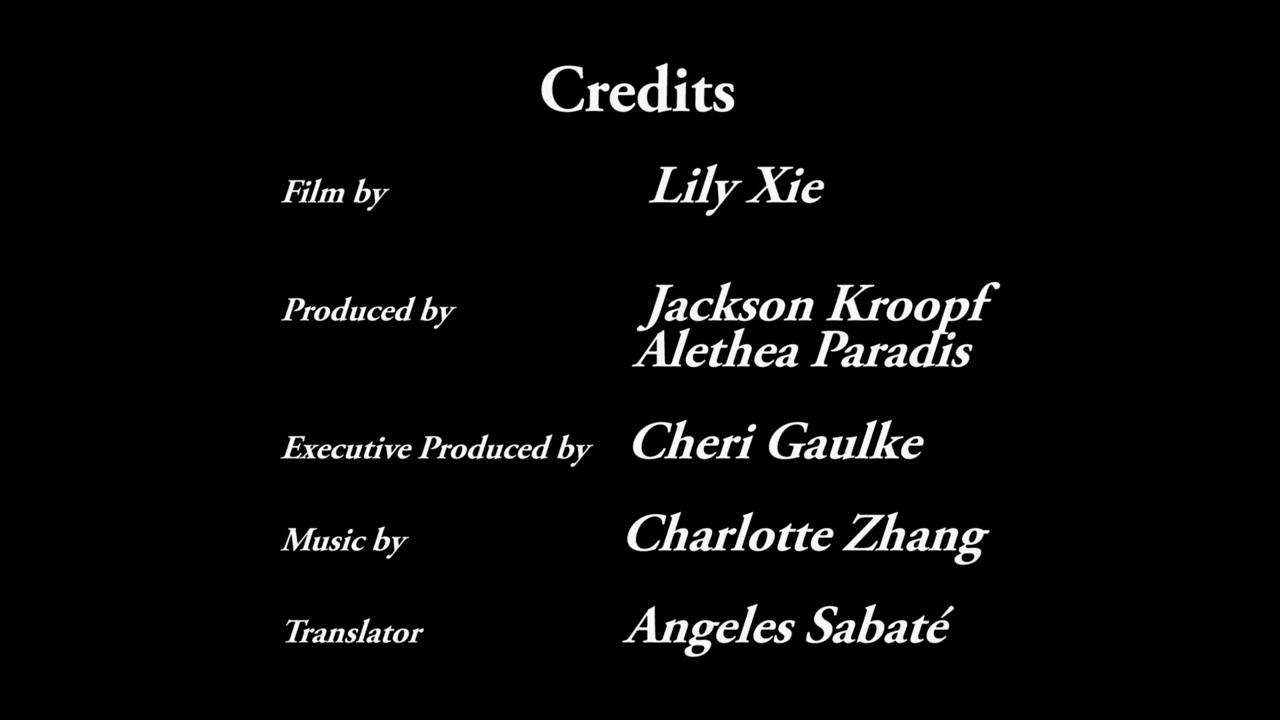 Credits
Film by Lily Xie
Produced by Jackson Kroopf
Alethea Paradis
Executive Produced by Cheri Gaulke
Music by Charlotte Zhang
Translator Angeles Sabaté